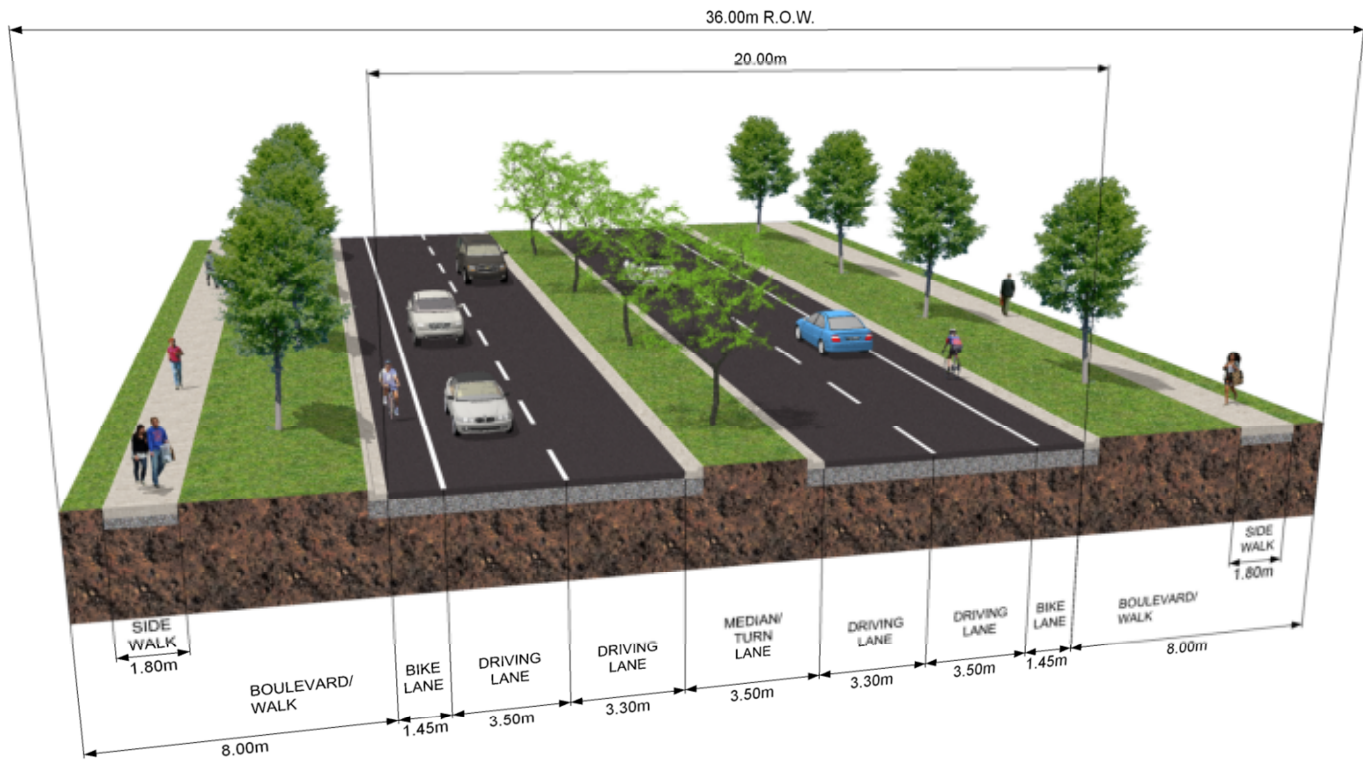 36.00m R.O.W.
20.00m
SIDE
WALK
1.80m
BOULEVARD/
WALK
8.00m
BIKE
LANE
1.45m
DRIVING
LANE
3.50m
DRIVING
LANE
3.30m
MEDIAN/
TURN
LANE
3.50m
DRIVING
LANE
3.30m
DRIVING
LANE
3.50m
BIKE
LANE
1.45m
BOULEVARD/
WALK
8.00m
SIDE
WALK
1.80m